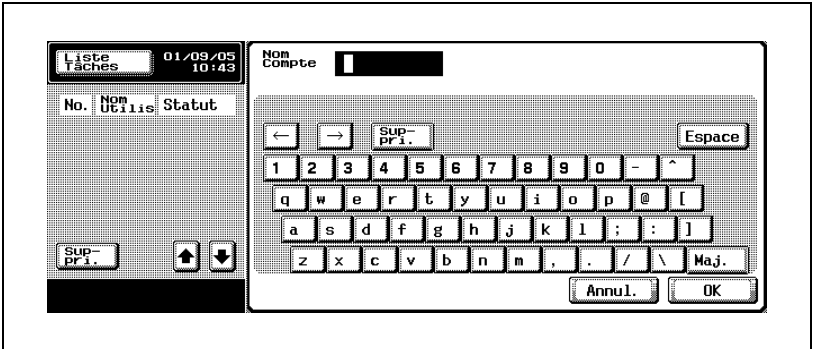 Liste
Tâches
01/09/05
10:43
No. Nom
Utilis Statut
Sup-
pri.
Nom
Compte
← → Sup-
pri. Espace
1 2 3 4 5 6 7 8 9 0 - ^
q w e r t y u i o p @ [
a s d f g h j k l ; : ]
z x c v b n m , . / \ Maj.
Annul. OK